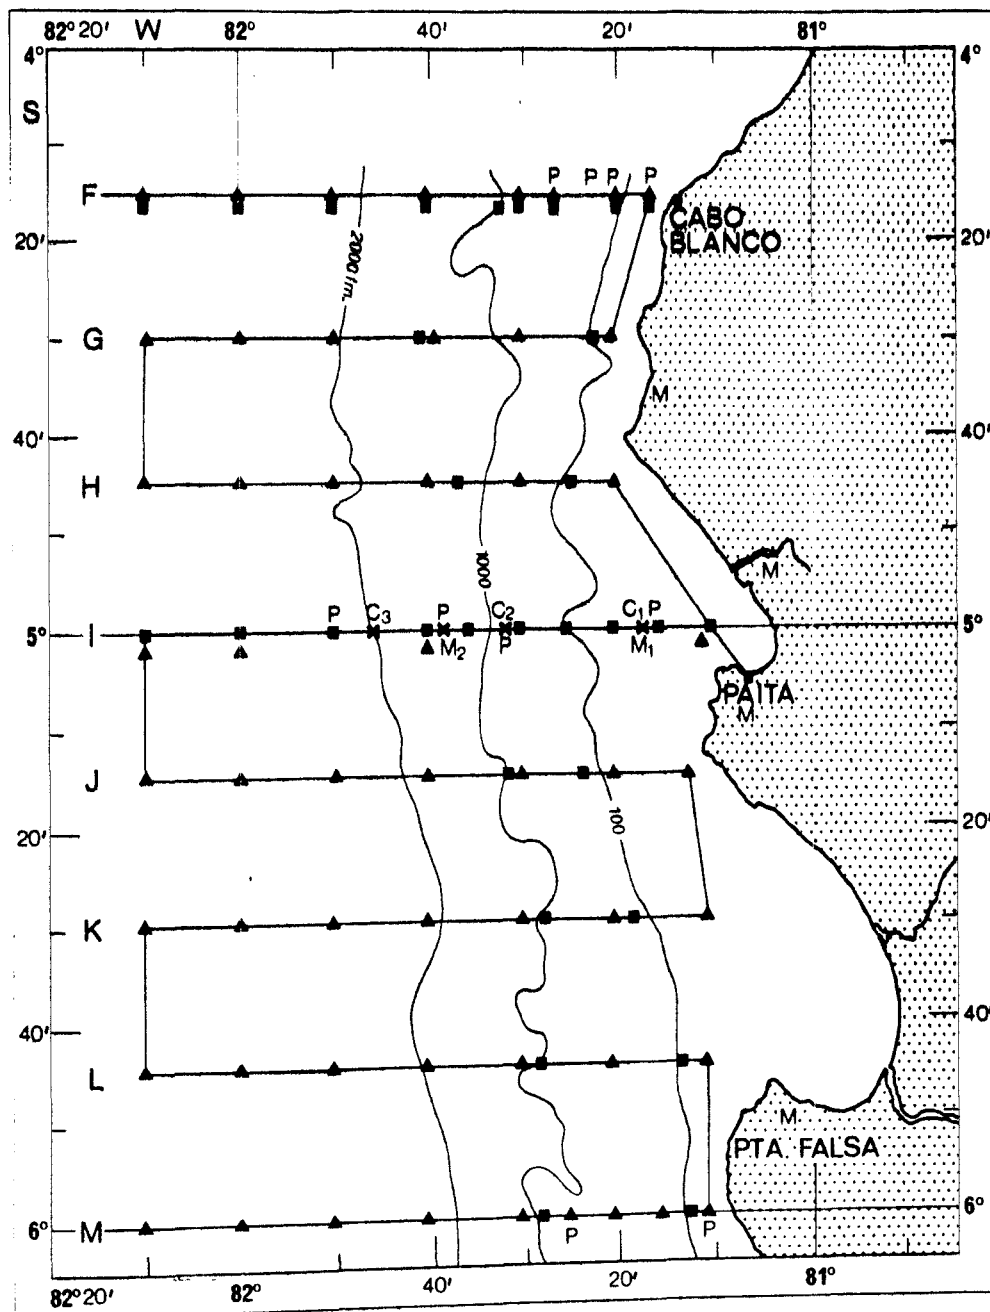 82° 20' W 82° 40' 20' 81°
4° 4°
S
P P P P
F
CABO
BLANCO
20' 20'
2000 fm.
G
M
40' 40'
H
1000
M
P C3 P C2 C1 P
5° I 5°
M2 P M1
PAITA
M
J
100
20' 20'
K
40' 40'
L
M
PTA. FALSA
6° M 6°
P P
82° 20' 82° 40' 20' 81°